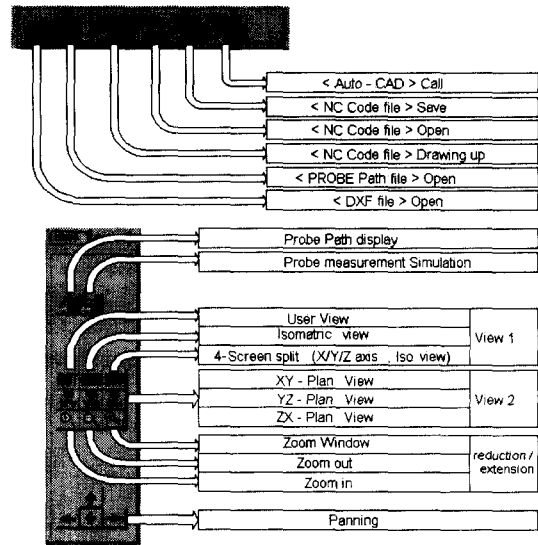 < Auto - CAD > Call
< NC Code file > Save
< NC Code file > Open
< NC Code file > Drawing up
< PROBE Path file > Open
< DXF file > Open
Probe Path display
Probe measurement Simulation
User View
Isomatric view
4-Screen split (X/Y/Z axis , Iso view)
View 1
XY - Plan View
YZ - Plan View
ZX - Plan View
View 2
Zoom Window
Zoom out
Zoom in
reduction /
extension
Panning